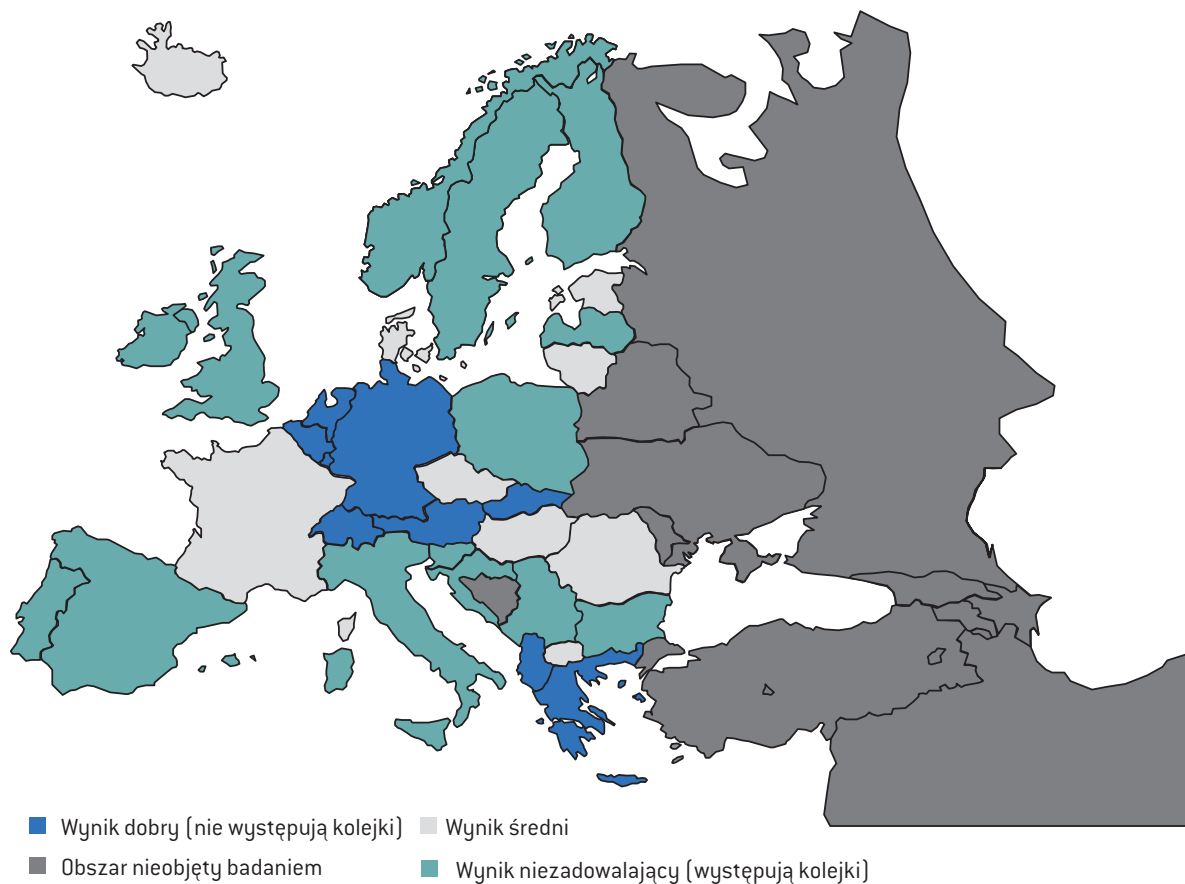 Wynik dobry (nie występują kolejki)
Wynik średni
Obszar nieobjęty badaniem
Wynik niezadowalający (występują kolejki)